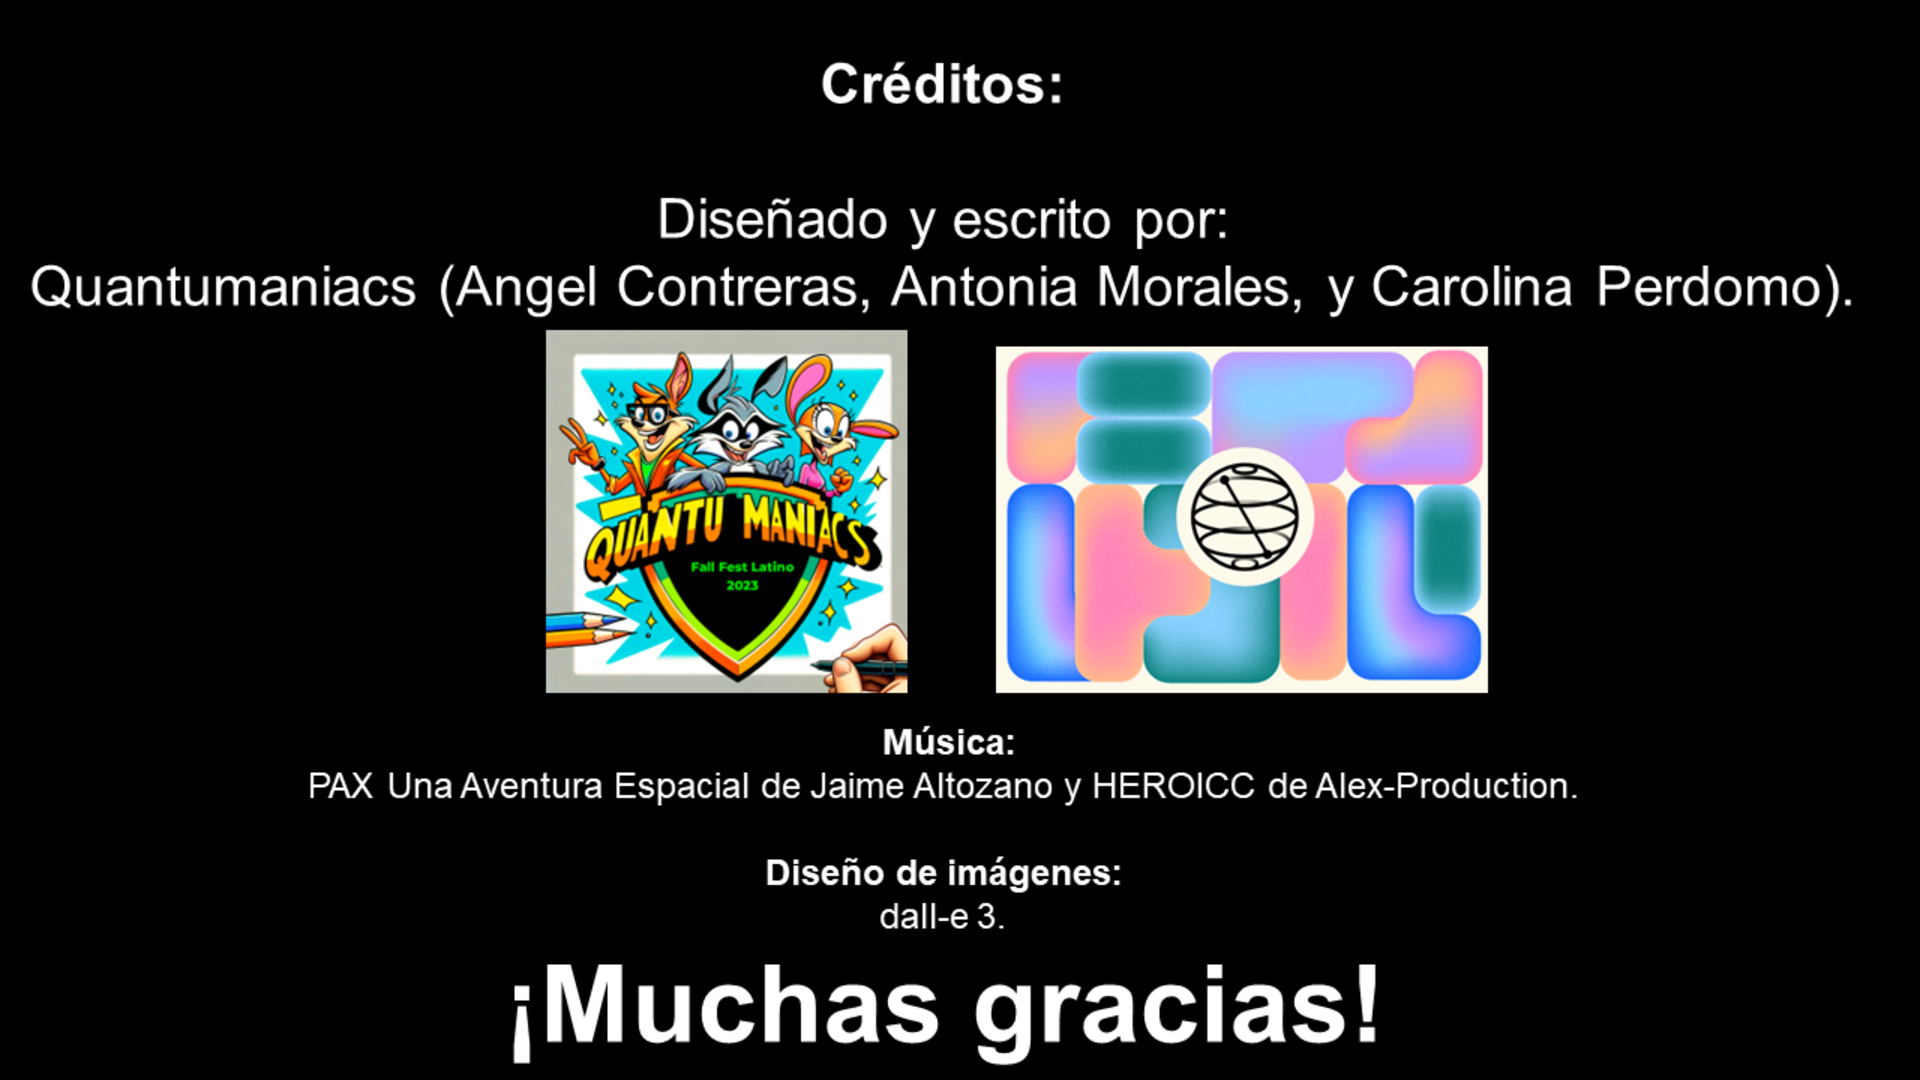 Créditos:
Diseñado y escrito por:
Quantumaniacs (Angel Contreras, Antonia Morales, y Carolina Perdomo).
QUANTU MANIACS
Fall Fest Latino
2023
Música:
PAX Una Aventura Espacial de Jaime Altozano y HEROICC de Alex-Production.
Diseño de imágenes:
dall-e 3.
¡Muchas gracias!